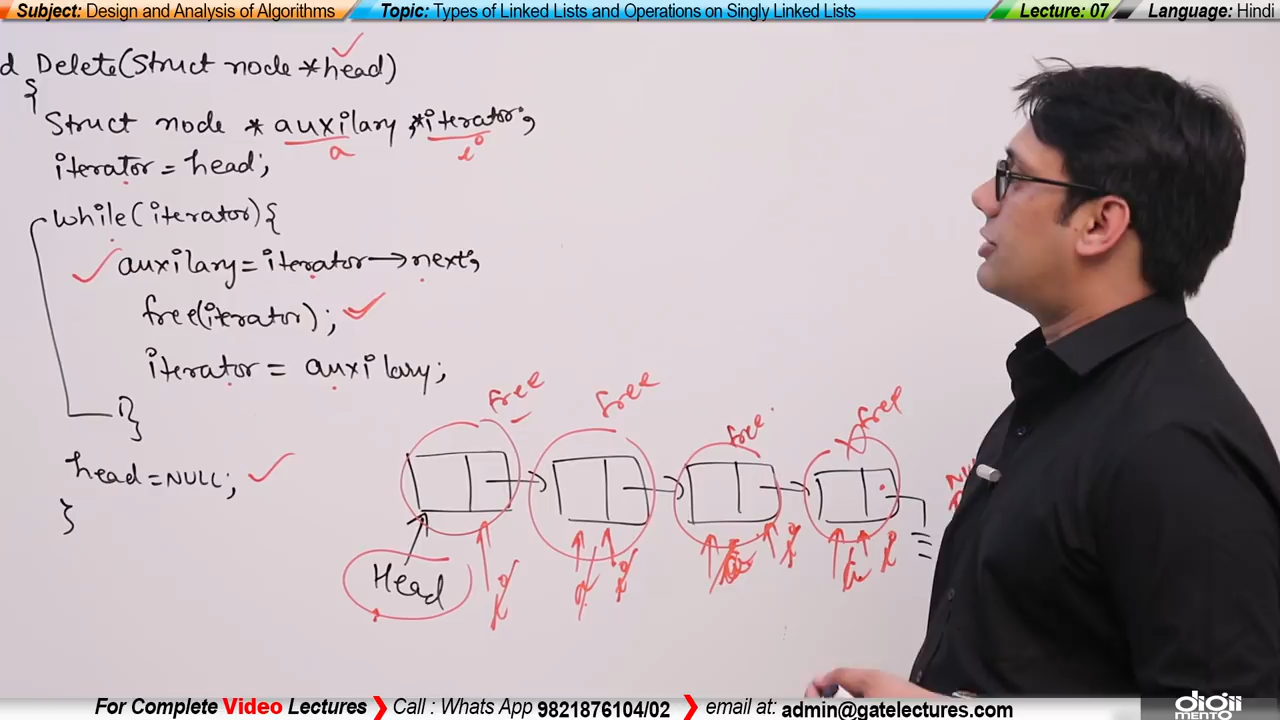 Subject: Design and Analysis of Algorithms
Topic: Types of Linked Lists and Operations on Singly Linked Lists
Lecture: 07
Language: Hindi
d Delete(Struct node *head)
{
Struct node * auxilary, *iterator;
a i
iterator = head;
while(iterator){
auxilary = iterator→next;
free(iterator);
iterator = auxilary;
}
head = NULL;
}
free free free free
Head
i a i a i a i
For Complete Video Lectures
Call : Whats App 9821876104/02
email at: admin@gatelectures.com
digii